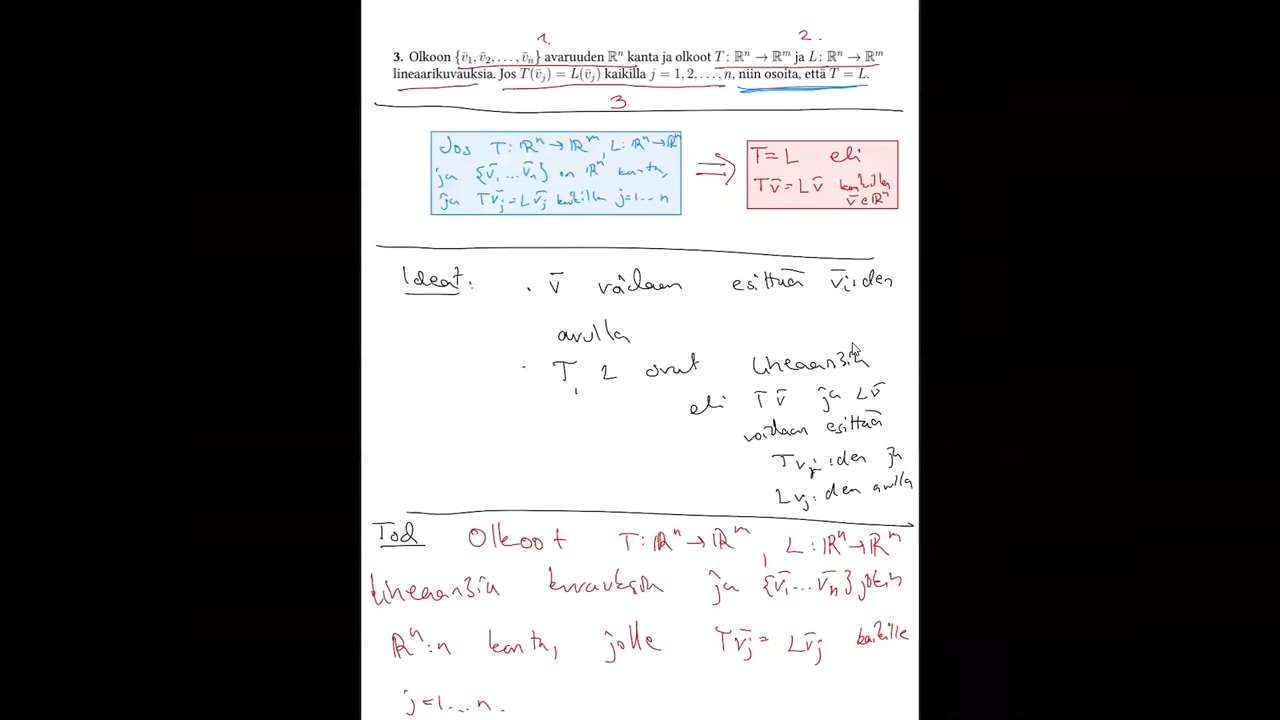 1. 2.
3. Olkoon {v̄₁, v̄₂, . . . , v̄ₙ} avaruuden ℝⁿ kanta ja olkoot T: ℝⁿ → ℝᵐ ja L: ℝⁿ → ℝᵐ
lineaarikuvauksia. Jos T(v̄ⱼ) = L(v̄ⱼ) kaikilla j = 1, 2, . . . , n, niin osoita, että T = L.
3
Jos T: ℝⁿ → ℝᵐ, L: ℝⁿ → ℝⁿ
ja {v̄₁ ... v̄ₙ} on ℝⁿ kanta,
ja Tv̄ⱼ = Lv̄ⱼ kaikilla j=1...n
⟹
T = L eli
Tv̄ = Lv̄ kaikilla
v̄ ∈ ℝⁿ
Ideat:
· v̄ voidaan esittää v̄ᵢ:iden
avulla
· T, L ovat lineaarisia
eli Tv̄ ja Lv̄
voidaan esittää
Tvⱼ:iden ja
Lvⱼ:iden avulla
Tod Olkoot T: ℝⁿ → ℝᵐ, L: ℝⁿ → ℝᵐ
lineaarisia kuvauksia ja {v̄₁ ... v̄ₙ} jokin
ℝⁿ:n kanta, jolle Tv̄ⱼ = Lv̄ⱼ kaikille
j=1...n.